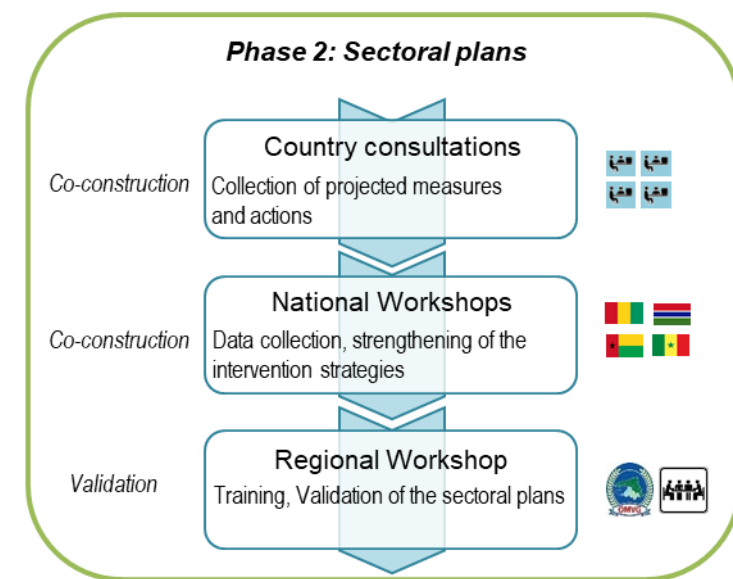 Phase 2: Sectoral plans
Country consultations
Co-construction
Collection of projected measures
and actions
National Workshops
Co-construction
Data collection, strengthening of the
intervention strategies
Regional Workshop
Validation
Training, Validation of the sectoral plans
OMVG